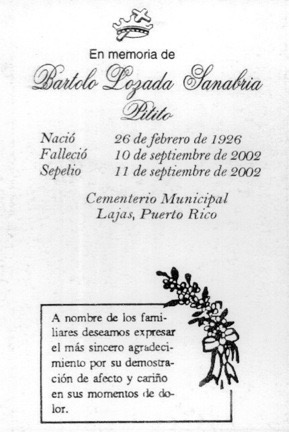 En memoria de
Bartolo Lozada Sanabria
Pitito
Nació 26 de febrero de 1926
Falleció 10 de septiembre de 2002
Sepelio 11 de septiembre de 2002
Cementerio Municipal
Lajas, Puerto Rico
A nombre de los fami-
liares deseamos expresar
el más sincero agradeci-
miento por su demostra-
ción de afecto y cariño
en sus momentos de do-
lor.